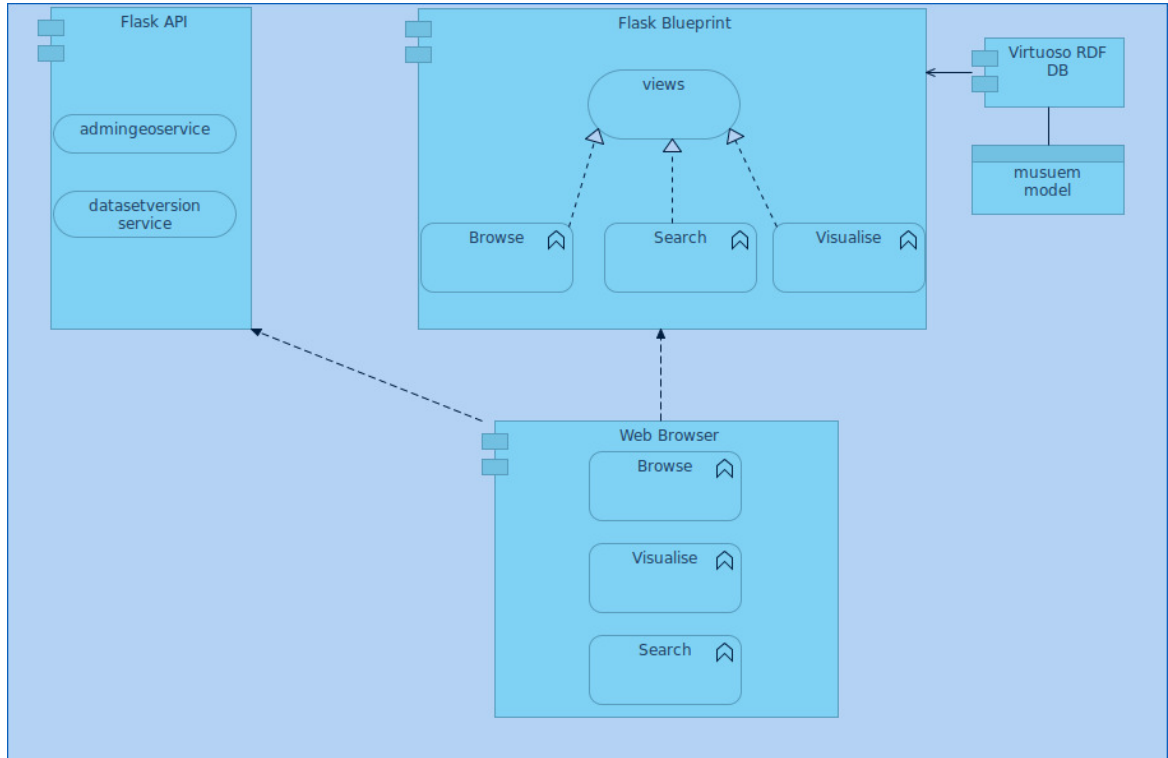 Flask API
admingeoservice
datasetversion
service
Flask Blueprint
views
Browse
Search
Visualise
Virtuoso RDF
DB
musuem
model
Web Browser
Browse
Visualise
Search